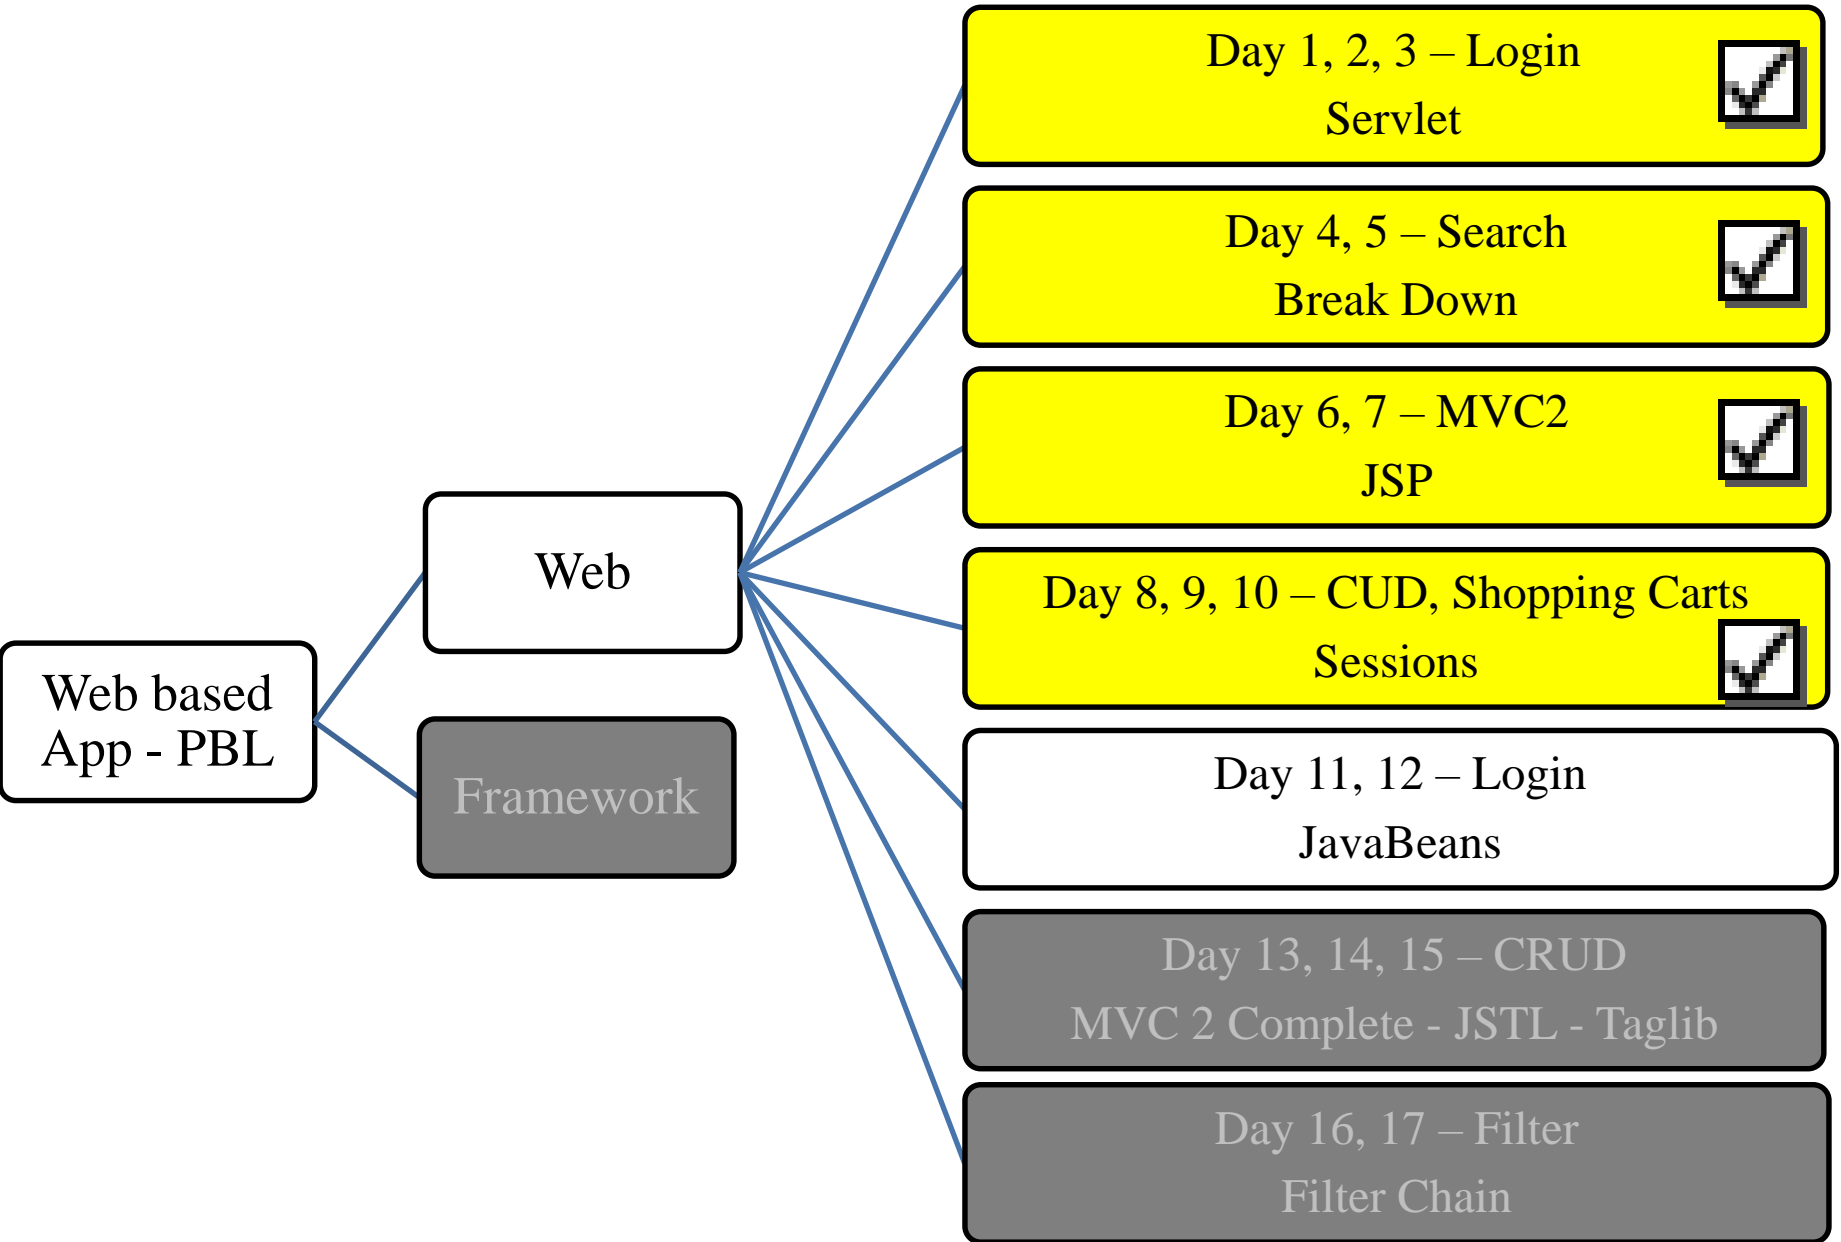 Web based
App - PBL
Web
Framework
Day 1, 2, 3 – Login
Servlet
Day 4, 5 – Search
Break Down
Day 6, 7 – MVC2
JSP
Day 8, 9, 10 – CUD, Shopping Carts
Sessions
Day 11, 12 – Login
JavaBeans
Day 13, 14, 15 – CRUD
MVC 2 Complete - JSTL - Taglib
Day 16, 17 – Filter
Filter Chain